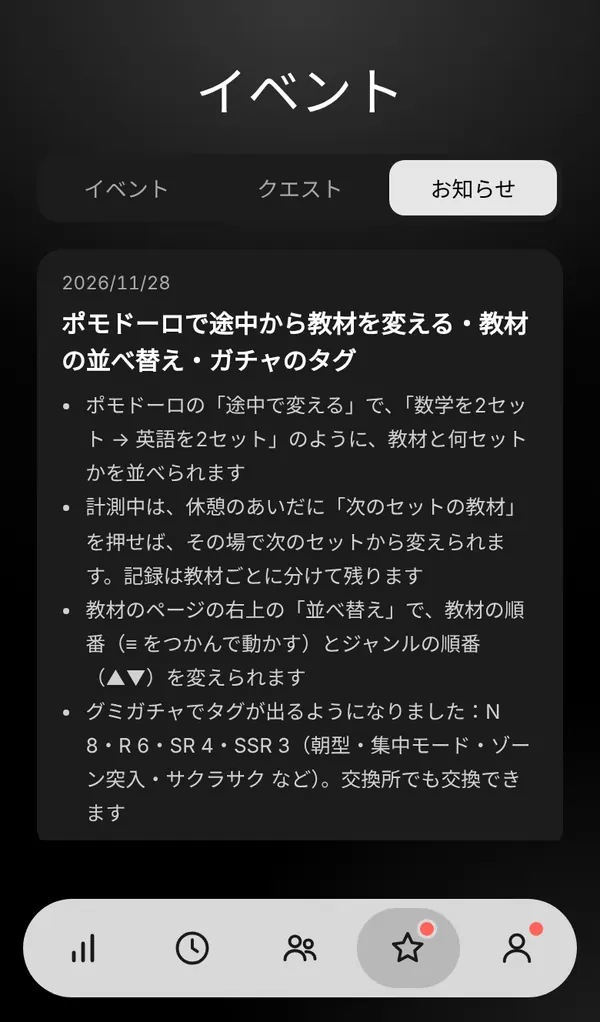 イベント
イベント クエスト お知らせ
2026/11/28
ポモドーロで途中から教材を変える・教材
の並べ替え・ガチャのタグ
• ポモドーロの「途中で変える」で、「数学を2セッ
ト → 英語を2セット」のように、教材と何セット
かを並べられます
• 計測中は、休憩のあいだに「次のセットの教材」
を押せば、その場で次のセットから変えられま
す。記録は教材ごとに分けて残ります
• 教材のページの右上の「並べ替え」で、教材の順
番（≡ をつかんで動かす）とジャンルの順番
（▲▼）を変えられます
• グミガチャでタグが出るようになりました：N
8・R 6・SR 4・SSR 3（朝型・集中モード・ゾー
ン突入・サクラサク など）。交換所でも交換でき
ます